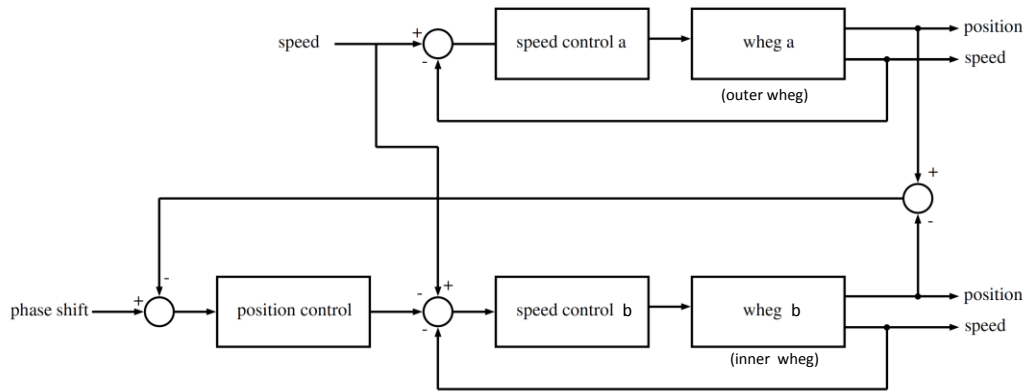 position
speed
+
speed control a
wheg a
-
speed
(outer wheg)
+
-
-
+
-
+
position
phase shift
position control
-
speed control b
wheg b
speed
(inner wheg)